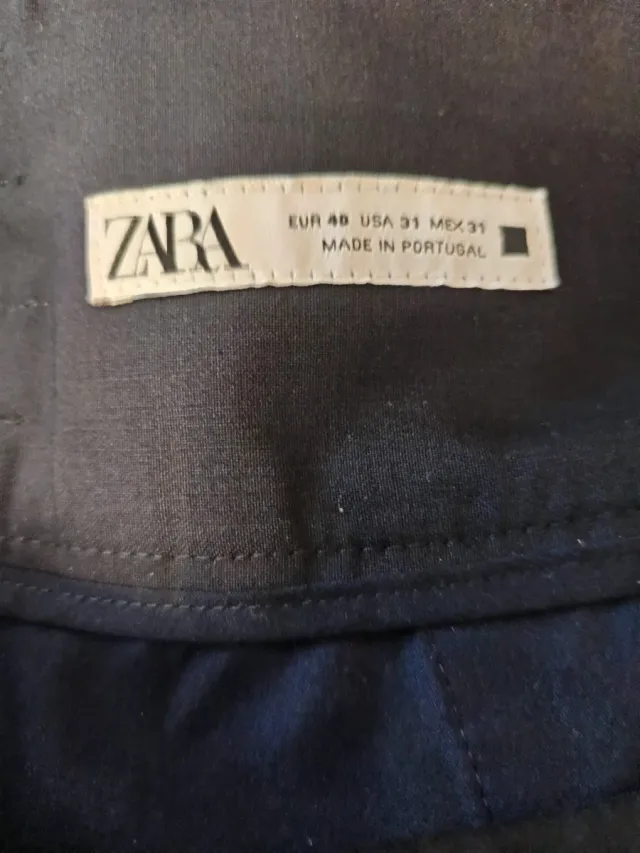 ZARA
EUR 40 USA 31 MEX 31
MADE IN PORTUGAL